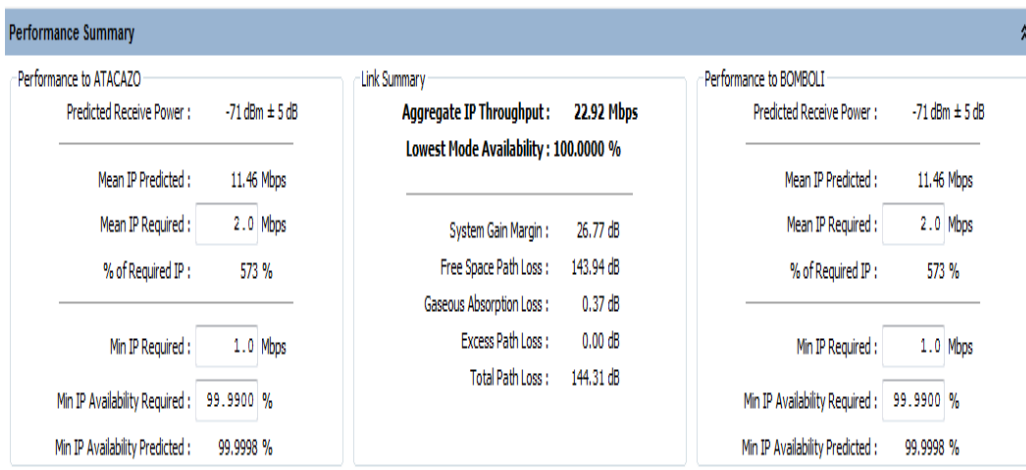 Performance Summary
Performance to ATACAZO
Predicted Receive Power : -71 dBm ± 5 dB
Mean IP Predicted : 11.46 Mbps
Mean IP Required : 2.0 Mbps
% of Required IP : 573 %
Min IP Required : 1.0 Mbps
Min IP Availability Required : 99.9900 %
Min IP Availability Predicted : 99.9998 %
Link Summary
Aggregate IP Throughput : 22.92 Mbps
Lowest Mode Availability : 100.0000 %
System Gain Margin : 26.77 dB
Free Space Path Loss : 143.94 dB
Gaseous Absorption Loss : 0.37 dB
Excess Path Loss : 0.00 dB
Total Path Loss : 144.31 dB
Performance to BOMBOLI
Predicted Receive Power : -71 dBm ± 5 dB
Mean IP Predicted : 11.46 Mbps
Mean IP Required : 2.0 Mbps
% of Required IP : 573 %
Min IP Required : 1.0 Mbps
Min IP Availability Required : 99.9900 %
Min IP Availability Predicted : 99.9998 %